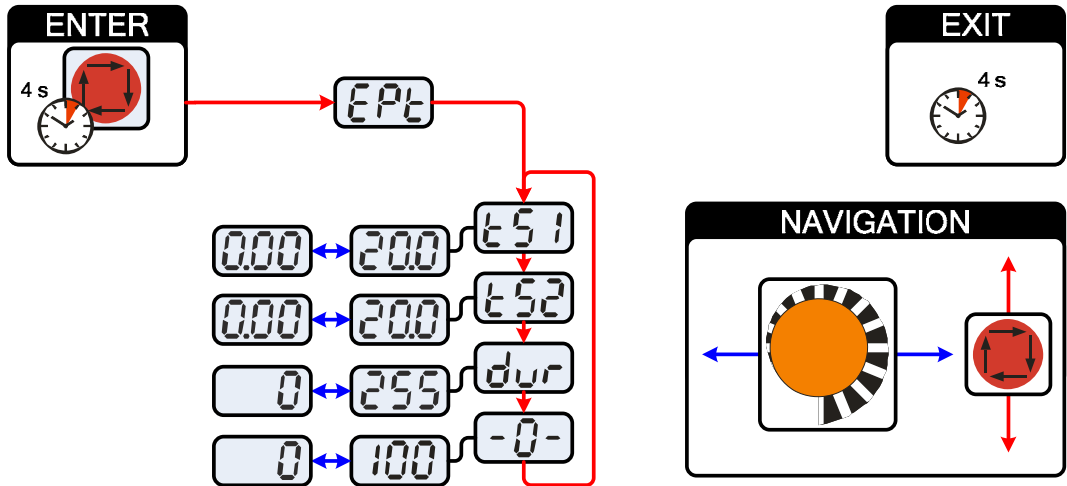 ENTER
EXIT
4 s
4 s
EPt
tS1
0.00
20.0
NAVIGATION
tS2
0.00
20.0
dur
0
255
-0-
0
100